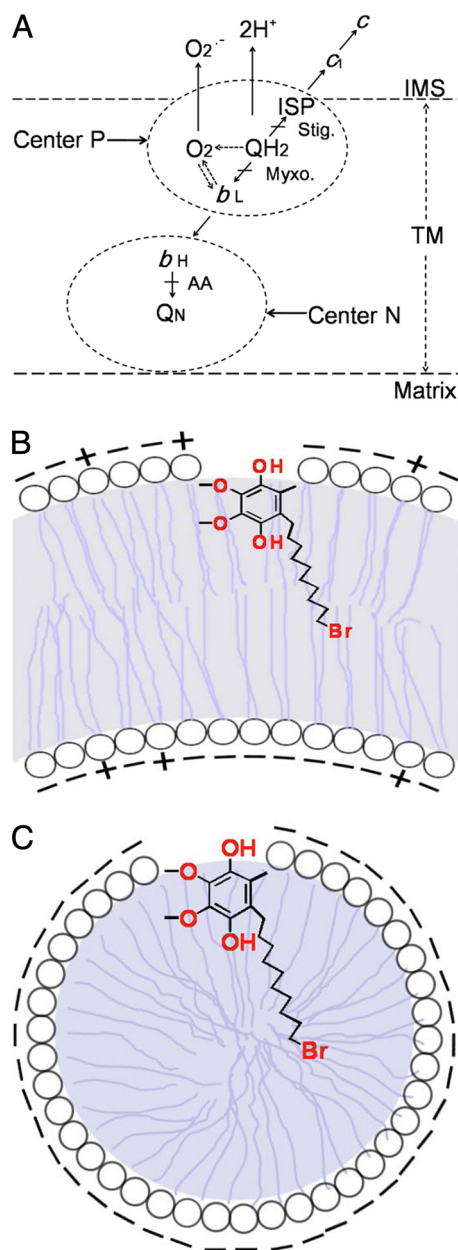 A
O2·-
2H+
c
c1
IMS
ISP
Stig.
Center P
O2
QH2
Myxo.
bL
TM
bH
AA
QN
Center N
Matrix
B
+ +
OH
O
O
OH
Br
+ + +
C
OH
O
O
OH
Br